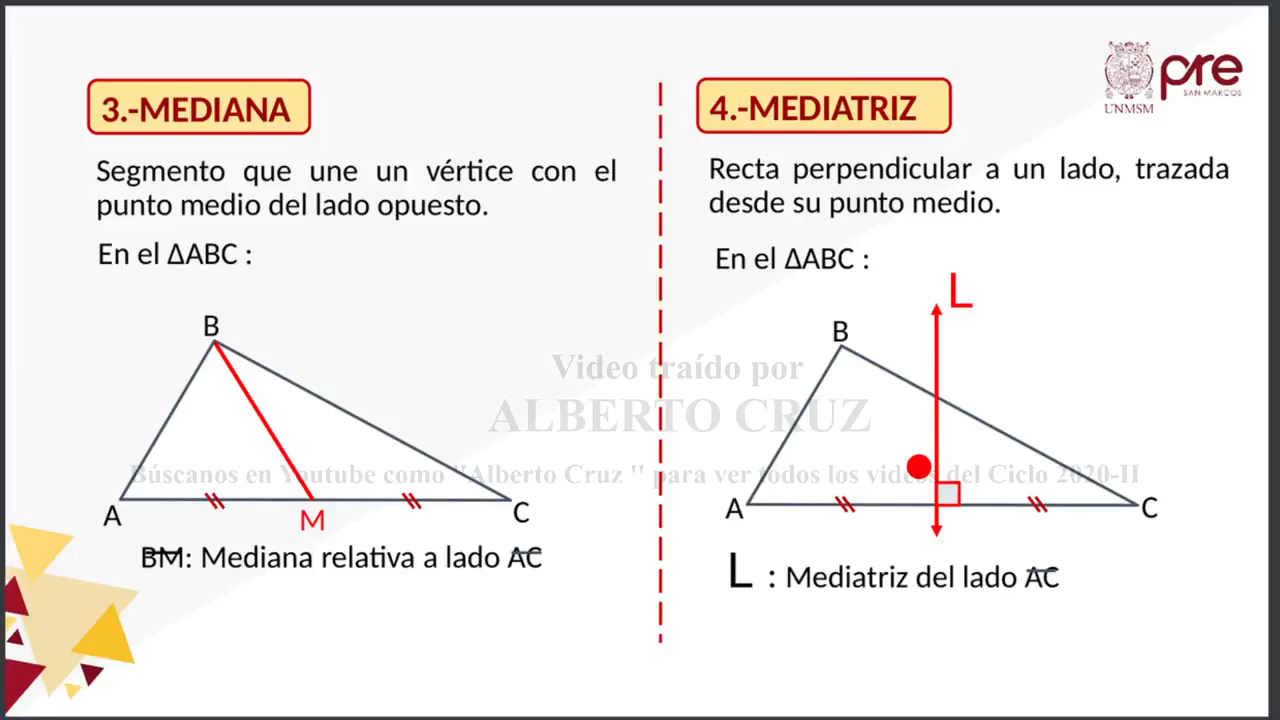 3.-MEDIANA
Segmento que une un vértice con el
punto medio del lado opuesto.
En el ΔABC :
B
A
M
C
BM: Mediana relativa a lado AC
4.-MEDIATRIZ
Recta perpendicular a un lado, trazada
desde su punto medio.
En el ΔABC :
L
B
A
C
L : Mediatriz del lado AC
UNMSM
pre
SAN MARCOS
Video traído por
ALBERTO CRUZ
Búscanos en Youtube como "Alberto Cruz " para ver todos los videos del Ciclo 2020-II